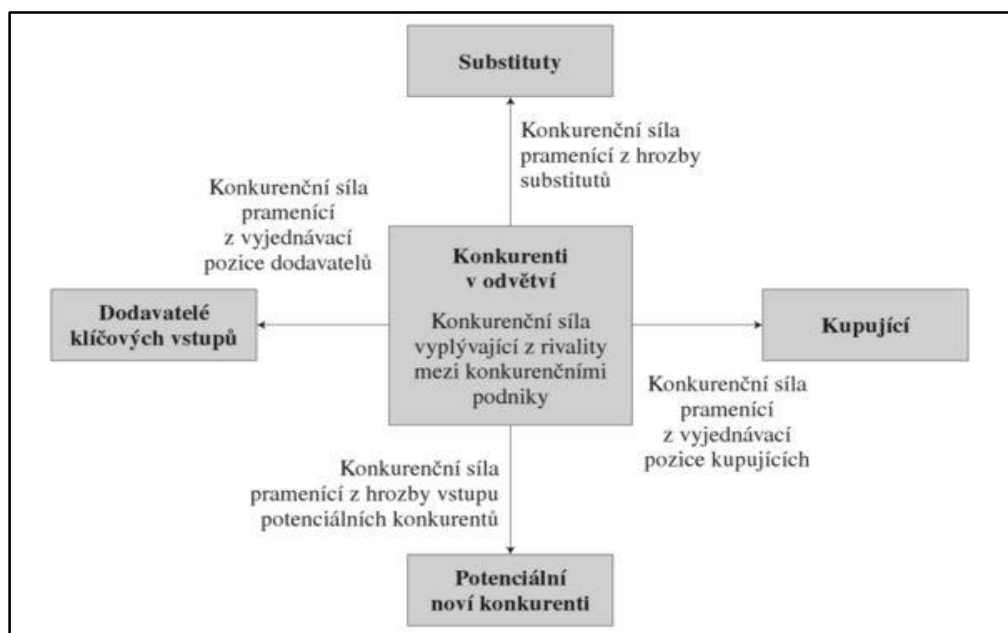 Substituty
Konkurenční síla
pramenící z hrozby
substitutů
Konkurenční síla
pramenící
z vyjednávací
pozice dodavatelů
Konkurenti
v odvětví
Konkurenční síla
vyplývající z rivality
mezi konkurenčními
podniky
Dodavatelé
klíčových vstupů
Kupující
Konkurenční síla
pramenící
z vyjednávací
pozice kupujících
Konkurenční síla
pramenící z hrozby vstupu
potenciálních konkurentů
Potenciální
noví konkurenti